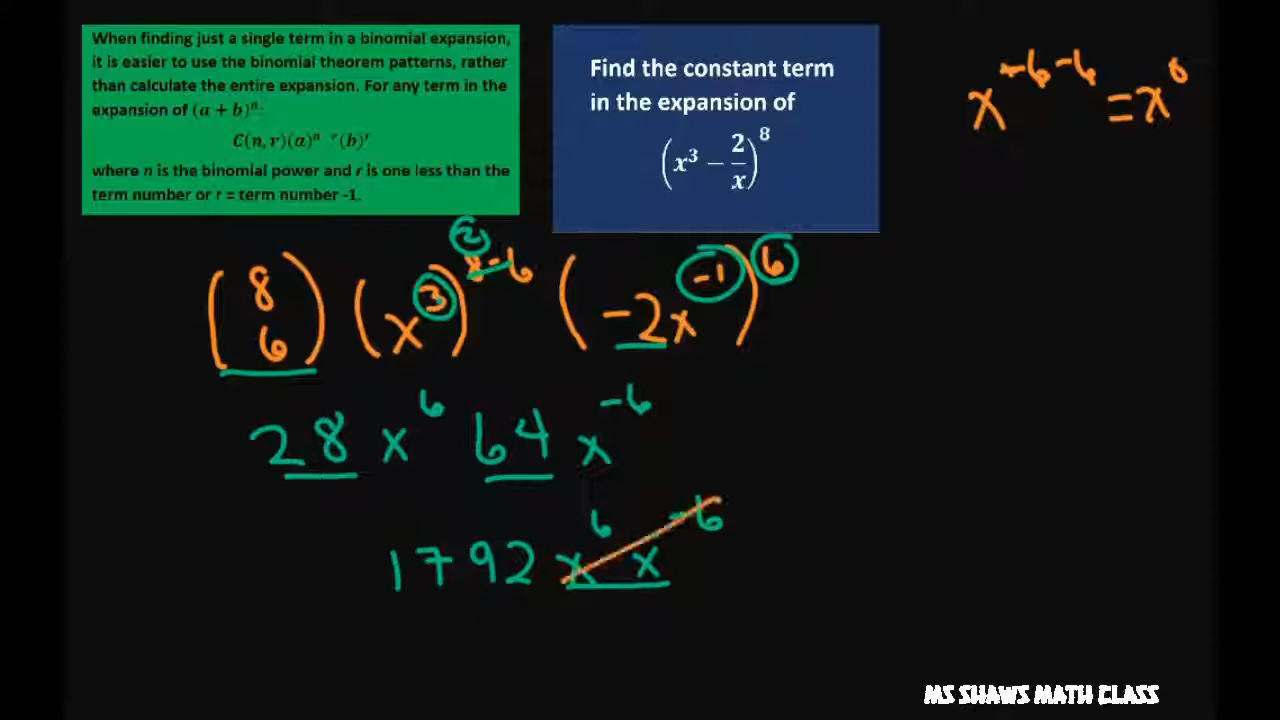 When finding just a single term in a binomial expansion,
it is easier to use the binomial theorem patterns, rather
than calculate the entire expansion. For any term in the
expansion of (a + b)ⁿ:
C(n, r)(a)ⁿ ʳ(b)ʳ
where n is the binomial power and r is one less than the
term number or r = term number -1.
Find the constant term
in the expansion of
(x³ − 2/x)⁸
x⁶⁻⁶ = x⁰
(8 6) (x³)⁸⁻⁶ (−2x⁻¹)⁶
2
28 x⁶ 64 x⁻⁶
1792 x⁶ x⁻⁶
MS SHAWS MATH CLASS